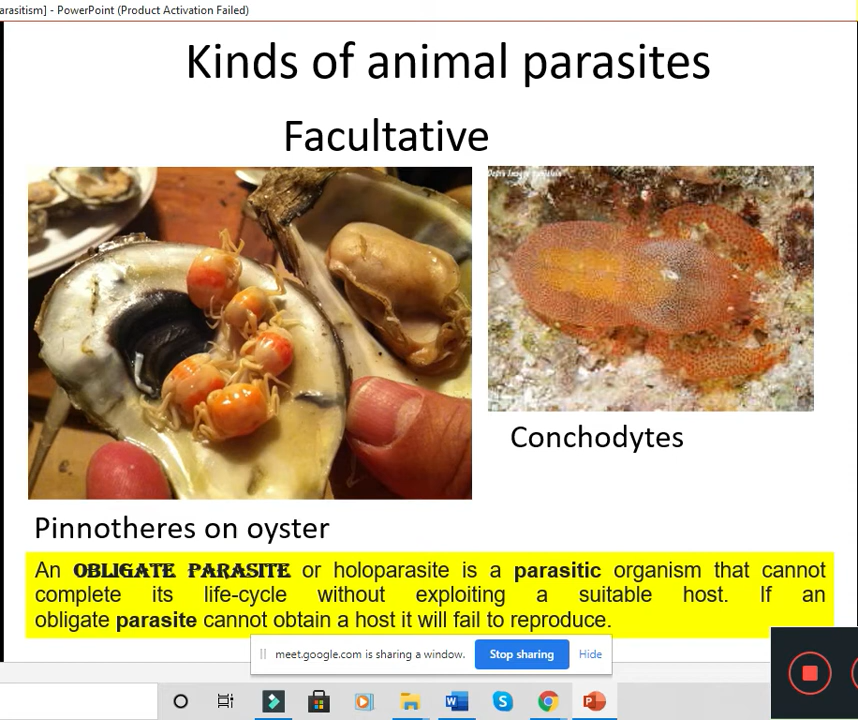 arasitism] - PowerPoint (Product Activation Failed)
Kinds of animal parasites
Facultative
Conchodytes
Pinnotheres on oyster
An OBLIGATE PARASITE or holoparasite is a parasitic organism that cannot
complete its life-cycle without exploiting a suitable host. If an
obligate parasite cannot obtain a host it will fail to reproduce.
meet.google.com is sharing a window. Stop sharing Hide